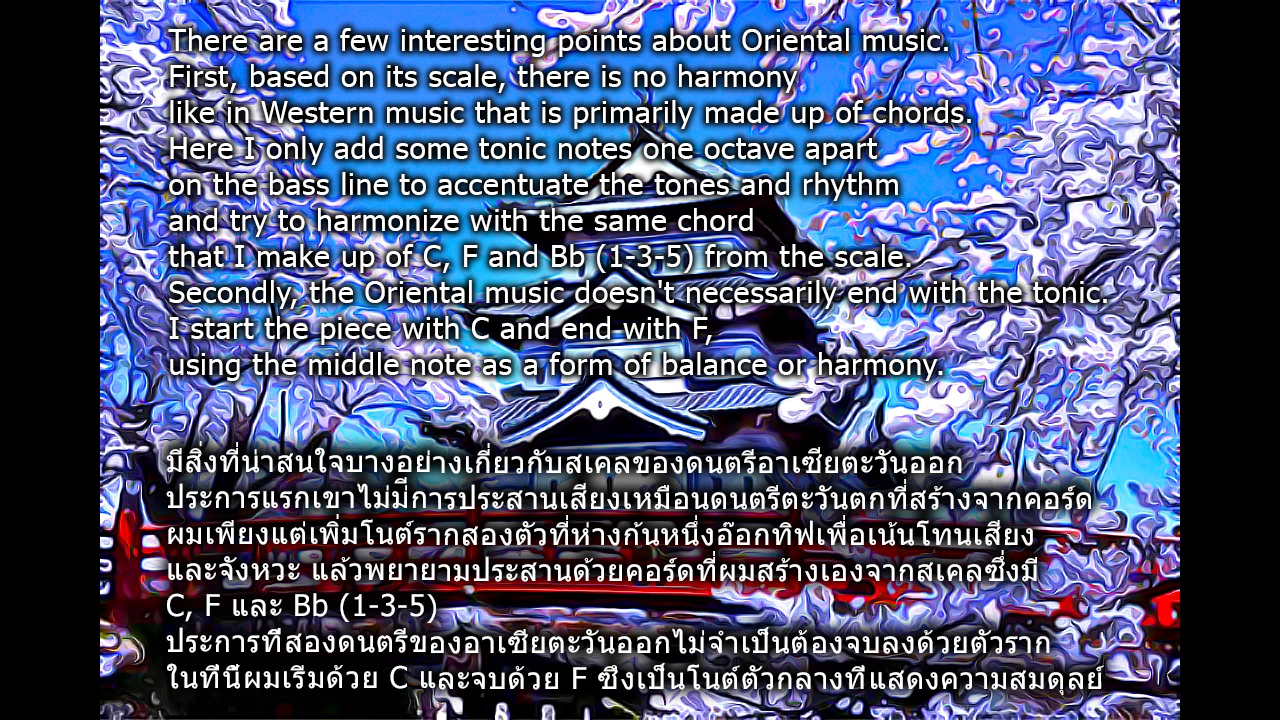 There are a few interesting points about Oriental music.
First, based on its scale, there is no harmony
like in Western music that is primarily made up of chords.
Here I only add some tonic notes one octave apart
on the bass line to accentuate the tones and rhythm
and try to harmonize with the same chord
that I make up of C, F and Bb (1-3-5) from the scale.
Secondly, the Oriental music doesn't necessarily end with the tonic.
I start the piece with C and end with F,
using the middle note as a form of balance or harmony.
มีสิ่งที่น่าสนใจบางอย่างเกี่ยวกับสเคลของดนตรีอาเซียตะวันออก
ประการแรกเขาไม่มีการประสานเสียงเหมือนดนตรีตะวันตกที่สร้างจากคอร์ด
ผมเพียงแต่เพิ่มโนต์รากสองตัวที่ห่างก้นหนึ่งอ๊อกทิฟเพื่อเน้นโทนเสียง
และจังหวะ แล้วพยายามประสานด้วยคอร์ดที่ผมสร้างเองจากสเคลซึ่งมี
C, F และ Bb (1-3-5)
ประการที่สองดนตรีของอาเซียตะวันออกไม่จำเป็นต้องจบลงด้วยตัวราก
ในที่นี้ผมเริ่มด้วย C และจบด้วย F ซึ่งเป็นโนต์ตัวกลางที่แสดงความสมดุลย์